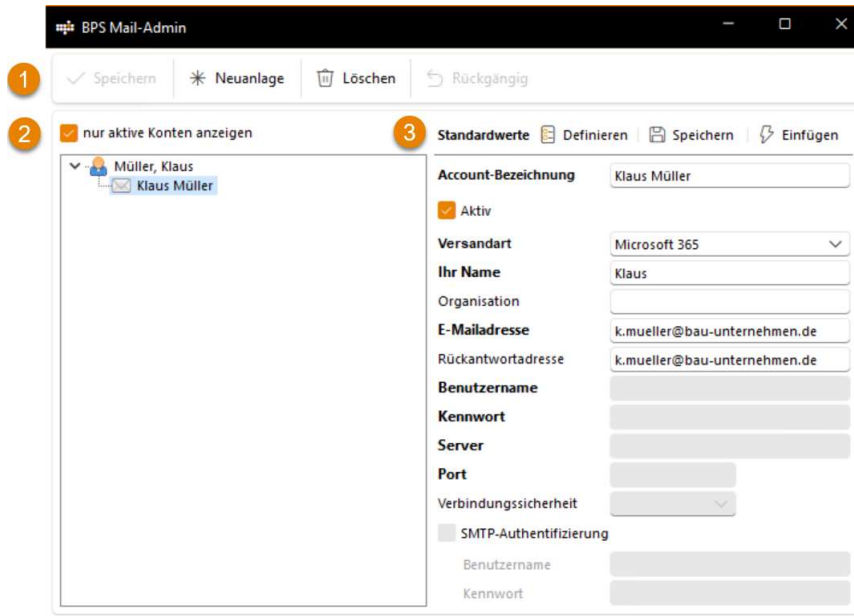 BPS Mail-Admin
1
Speichern
Neuanlage
Löschen
Rückgängig
2
nur aktive Konten anzeigen
Müller, Klaus
Klaus Müller
3
Standardwerte Definieren Speichern Einfügen
Account-Bezeichnung Klaus Müller
Aktiv
Versandart Microsoft 365
Ihr Name Klaus
Organisation
E-Mailadresse k.mueller@bau-unternehmen.de
Rückantwortadresse k.mueller@bau-unternehmen.de
Benutzername
Kennwort
Server
Port
Verbindungssicherheit
SMTP-Authentifizierung
Benutzername
Kennwort